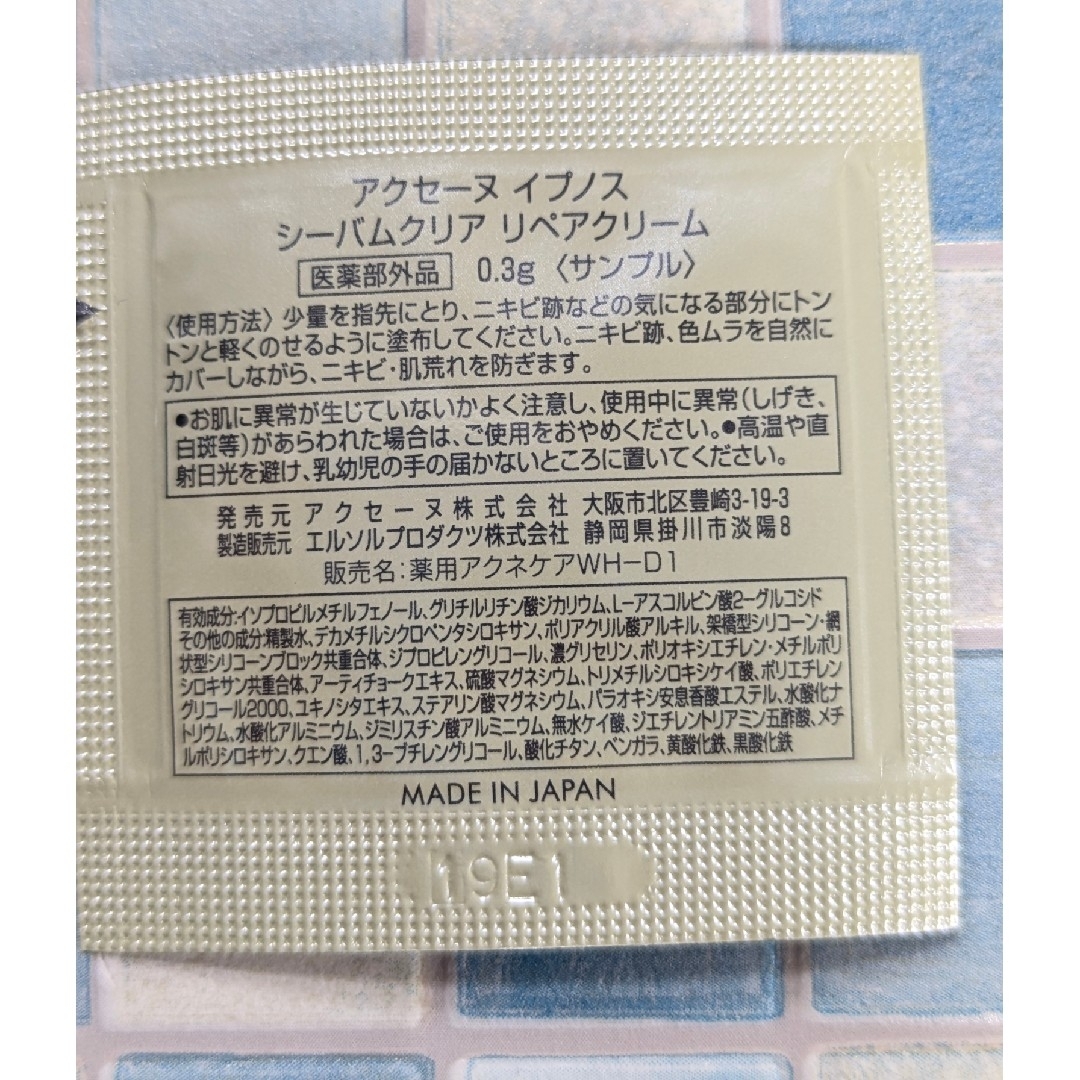 アクセーヌ イプノス
シーバムクリア リペアクリーム
医薬部外品 0.3g〈サンプル〉
〈使用方法〉少量を指先にとり、ニキビ跡などの気になる部分にトン
トンと軽くのせるように塗布してください。ニキビ跡、色ムラを自然に
カバーしながら、ニキビ・肌荒れを防ぎます。
●お肌に異常が生じていないかよく注意し、使用中に異常(しげき、
白斑等)があらわれた場合は、ご使用をおやめください。●高温や直
射日光を避け、乳幼児の手の届かないところに置いてください。
発売元 アクセーヌ株式会社 大阪市北区豊崎3-19-3
製造販売元 エルソルプロダクツ株式会社 静岡県掛川市淡陽8
販売名:薬用アクネケアWH-D1
有効成分:イソプロピルメチルフェノール、グリチルリチン酸ジカリウム、L-アスコルビン酸2-グルコシド
その他の成分:精製水、デカメチルシクロペンタシロキサン、ポリアクリル酸アルキル、架橋型シリコーン・網
状型シリコーンブロック共重合体、ジプロピレングリコール、濃グリセリン、ポリオキシエチレン・メチルポリ
シロキサン共重合体、アーティチョークエキス、硫酸マグネシウム、トリメチルシロキシケイ酸、ポリエチレン
グリコール2000、ユキノシタエキス、ステアリン酸マグネシウム、パラオキシ安息香酸エステル、水酸化ナ
トリウム、水酸化アルミニウム、ジミリスチン酸アルミニウム、無水ケイ酸、ジエチレントリアミン五酢酸、メチ
ルポリシロキサン、クエン酸、1,3-ブチレングリコール、酸化チタン、ベンガラ、黄酸化鉄、黒酸化鉄
MADE IN JAPAN
19E1